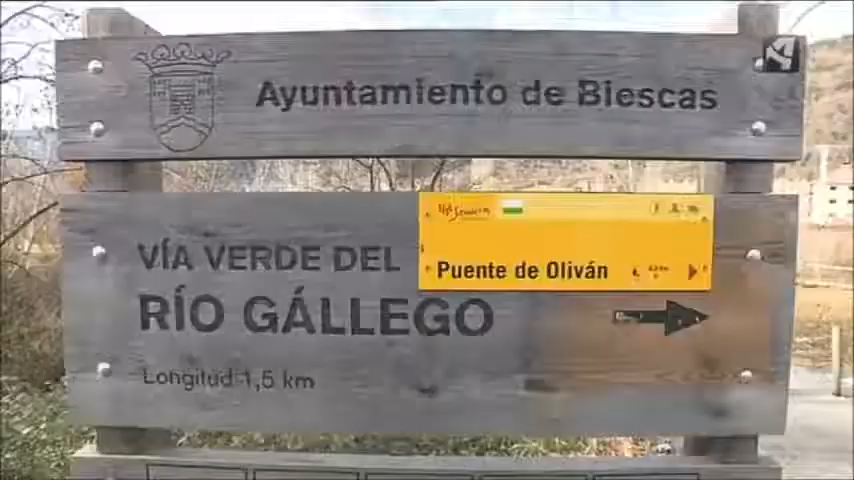 Ayuntamiento de Biescas
VÍA VERDE DEL
RÍO GÁLLEGO
Longitud 1,5 km
Puente de Oliván